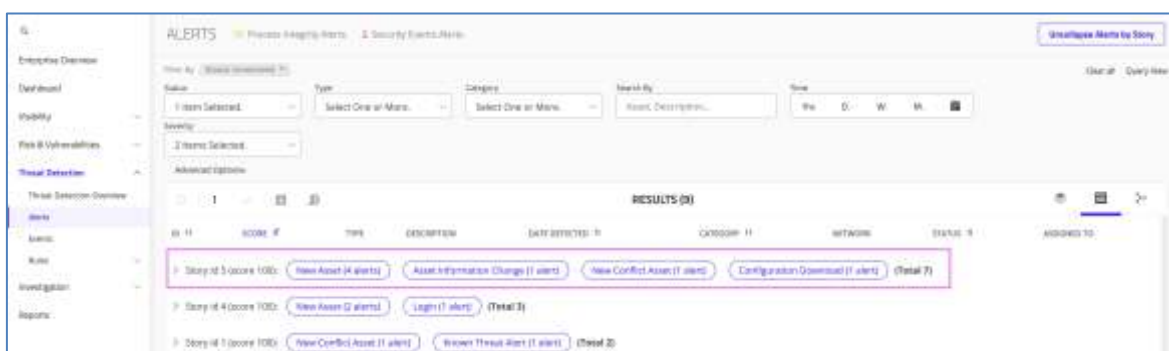 ALERTS Process Integrity Alerts Security Events Alerts
Uncollapse Alerts by Story
Enterprise Overview
Dashboard
Visibility
Risk & Vulnerabilities
Threat Detection
Threat Detection Overview
Alerts
Events
Rules
Investigation
Reports
Filter By
Clear all Query View
Status Type Category Search By Time
1 Item Selected. Select One or More. Select One or More. Asset, Description... D. W.
Severity
2 Items Selected.
Advanced Options
1 RESULTS (3)
ID SCORE TYPE DESCRIPTION DATE DETECTED CATEGORY NETWORK STATUS ASSIGNED TO
Story id 5 (score 100): New Asset (4 alerts) Asset Information Change (1 alert) New Conflict Asset (1 alert) Configuration Download (1 alert) (Total 7)
Story id 4 (score 100): New Asset (2 alerts) Login (1 alert) (Total 3)
Story id 1 (score 100): New Conflict Asset (1 alert) Known Threat Alert (1 alert) (Total 2)